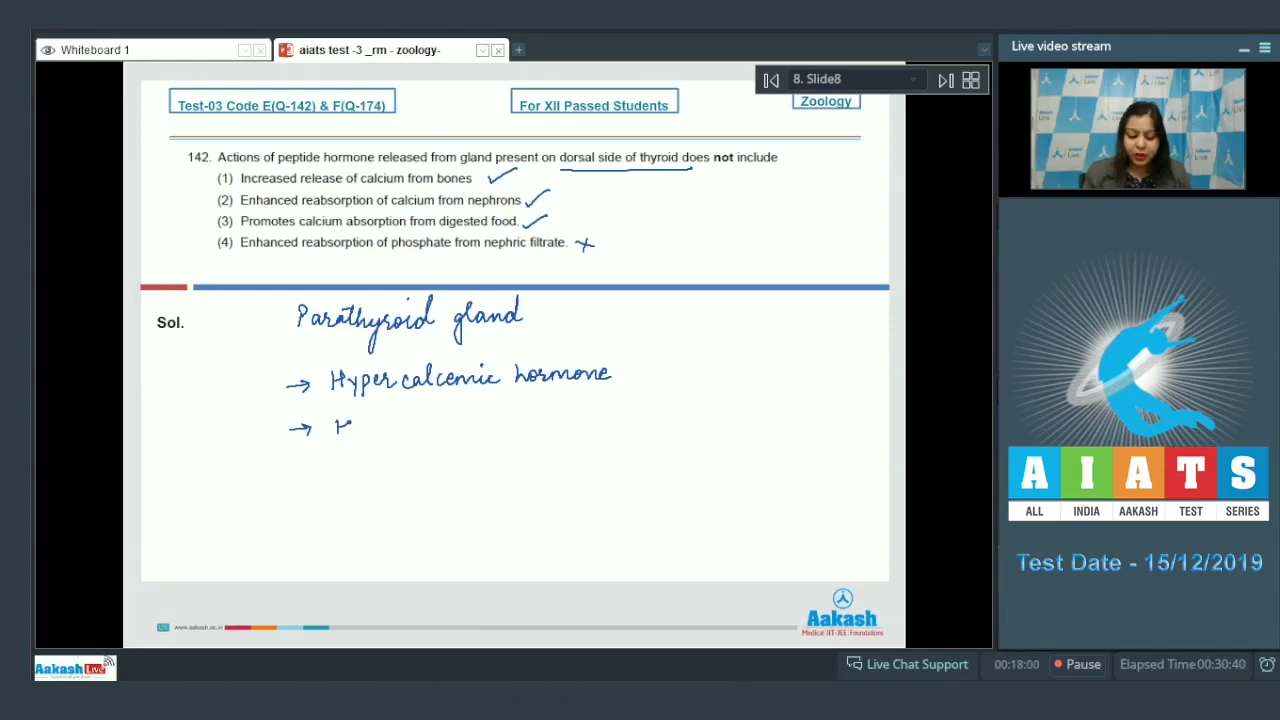 Whiteboard 1
aiats test -3 _rm - zoology-
Live video stream
8. Slide8
Test-03 Code E(Q-142) & F(Q-174)
For XII Passed Students
Zoology
142. Actions of peptide hormone released from gland present on dorsal side of thyroid does not include
(1) Increased release of calcium from bones
(2) Enhanced reabsorption of calcium from nephrons
(3) Promotes calcium absorption from digested food.
(4) Enhanced reabsorption of phosphate from nephric filtrate.
Sol.
Parathyroid gland
→ Hypercalcemic hormone
→
A I A T S
ALL INDIA AAKASH TEST SERIES
Test Date - 15/12/2019
www.aakash.ac.in
Aakash
Medical|IIT-JEE|Foundations
Aakash Live
Live Chat Support
00:18:00
Pause
Elapsed Time 00:30:40